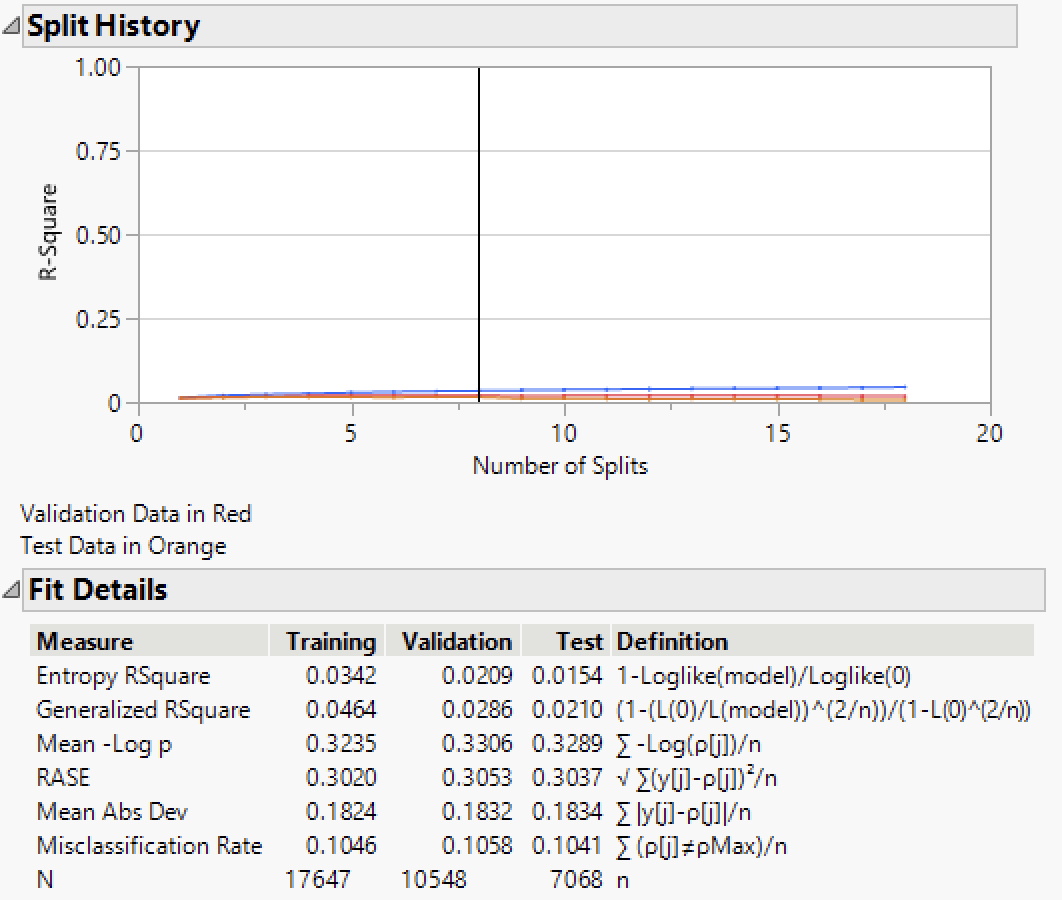 Split History
1.00
0.75
0.50
0.25
0
R-Square
0 5 10 15 20
Number of Splits
Validation Data in Red
Test Data in Orange
Fit Details
Measure Training Validation Test Definition
Entropy RSquare 0.0342 0.0209 0.0154 1-Loglike(model)/Loglike(0)
Generalized RSquare 0.0464 0.0286 0.0210 (1-(L(0)/L(model))^(2/n))/(1-L(0)^(2/n))
Mean -Log p 0.3235 0.3306 0.3289 ∑ -Log(ρ[j])/n
RASE 0.3020 0.3053 0.3037 √ ∑(y[j]-ρ[j])²/n
Mean Abs Dev 0.1824 0.1832 0.1834 ∑ |y[j]-ρ[j]|/n
Misclassification Rate 0.1046 0.1058 0.1041 ∑ (ρ[j]≠ρMax)/n
N 17647 10548 7068 n